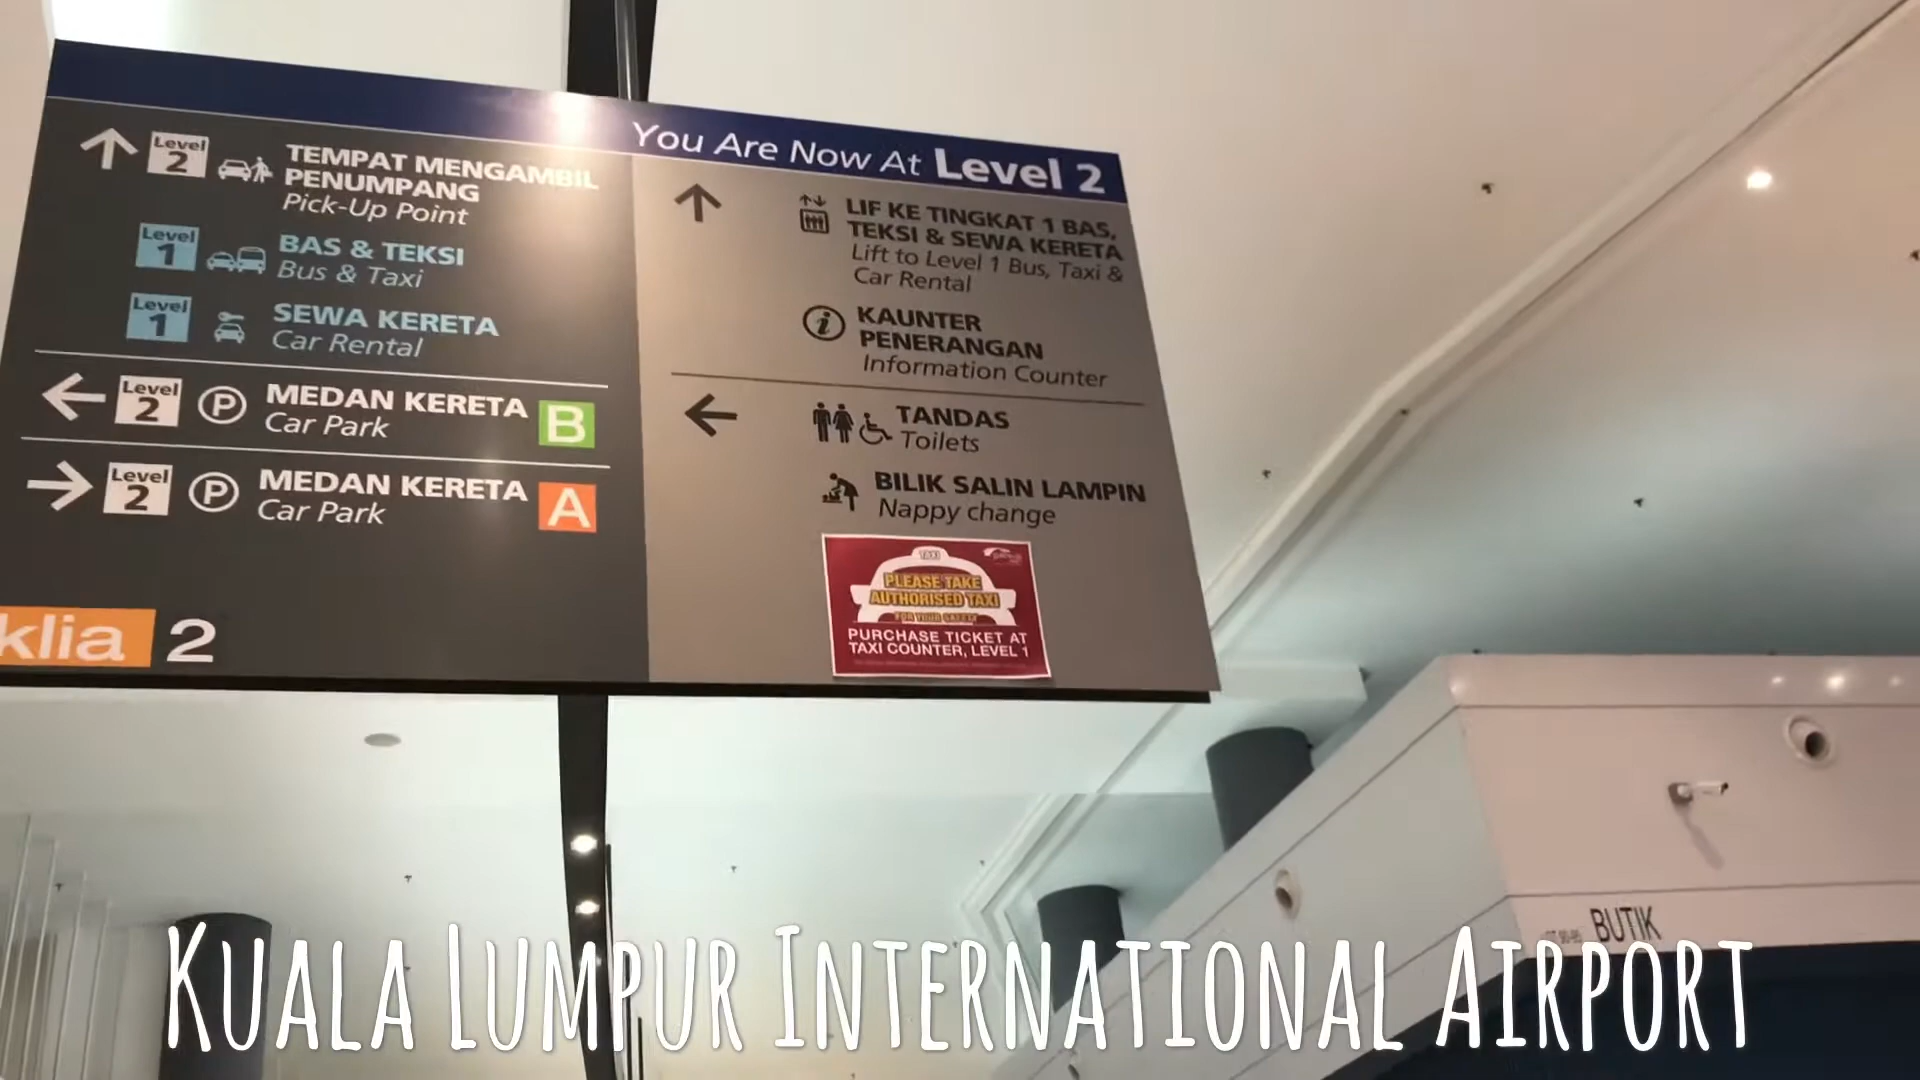 You Are Now At Level 2
Level 2
TEMPAT MENGAMBIL
PENUMPANG
Pick-Up Point
Level 1
BAS & TEKSI
Bus & Taxi
Level 1
SEWA KERETA
Car Rental
Level 2
P
MEDAN KERETA B
Car Park
Level 2
P
MEDAN KERETA A
Car Park
klia 2
LIF KE TINGKAT 1 BAS,
TEKSI & SEWA KERETA
Lift to Level 1 Bus, Taxi &
Car Rental
i
KAUNTER
PENERANGAN
Information Counter
TANDAS
Toilets
BILIK SALIN LAMPIN
Nappy change
TAXI
PLEASE TAKE
AUTHORISED TAXI
FOR YOUR SAFETY
PURCHASE TICKET AT
TAXI COUNTER, LEVEL 1
BUTIK
KUALA LUMPUR INTERNATIONAL AIRPORT